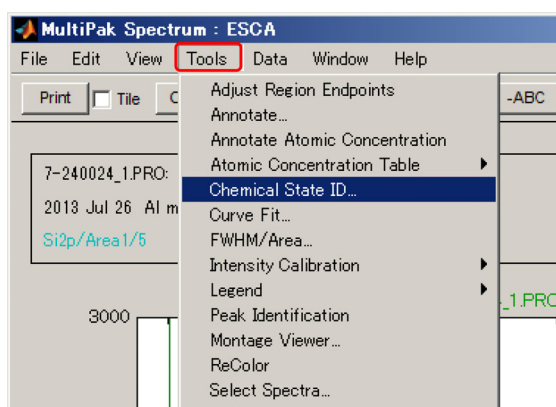 MultiPak Spectrum : ESCA
File Edit View Tools Data Window Help
Print Tile C -ABC
Adjust Region Endpoints
Annotate...
Annotate Atomic Concentration
Atomic Concentration Table
Chemical State ID...
Curve Fit...
FWHM/Area...
Intensity Calibration
Legend
Peak Identification
Montage Viewer...
ReColor
Select Spectra...
7-240024_1.PRO:
2013 Jul 26 Al m
Si2p/Area1/5
_1.PRO
3000